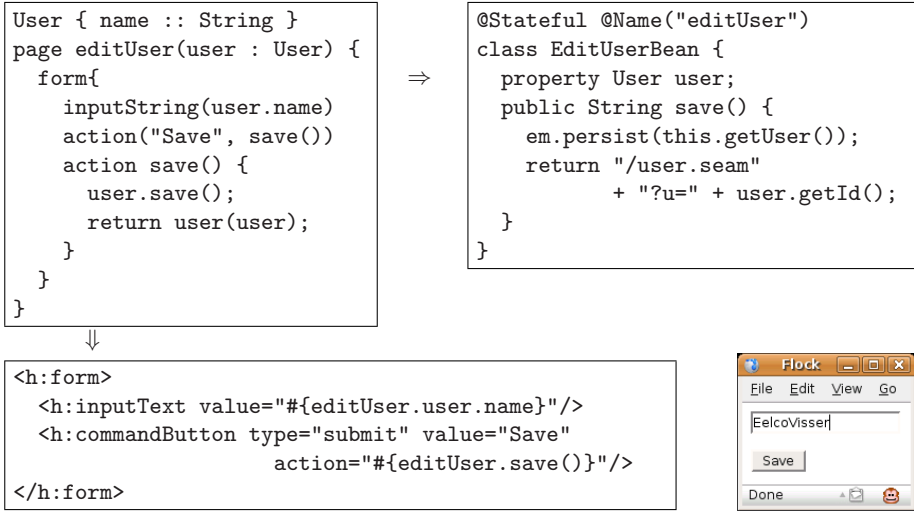 User { name :: String }
page editUser(user : User) {
  form{
    inputString(user.name)
    action("Save", save())
    action save() {
      user.save();
      return user(user);
    }
  }
}
⇒
@Stateful @Name("editUser")
class EditUserBean {
  property User user;
  public String save() {
    em.persist(this.getUser());
    return "/user.seam"
           + "?u=" + user.getId();
  }
}
⇓
<h:form>
  <h:inputText value="#{editUser.user.name}"/>
  <h:commandButton type="submit" value="Save"
                   action="#{editUser.save()}"/>
</h:form>
Flock
File Edit View Go
EelcoVisser
Save
Done